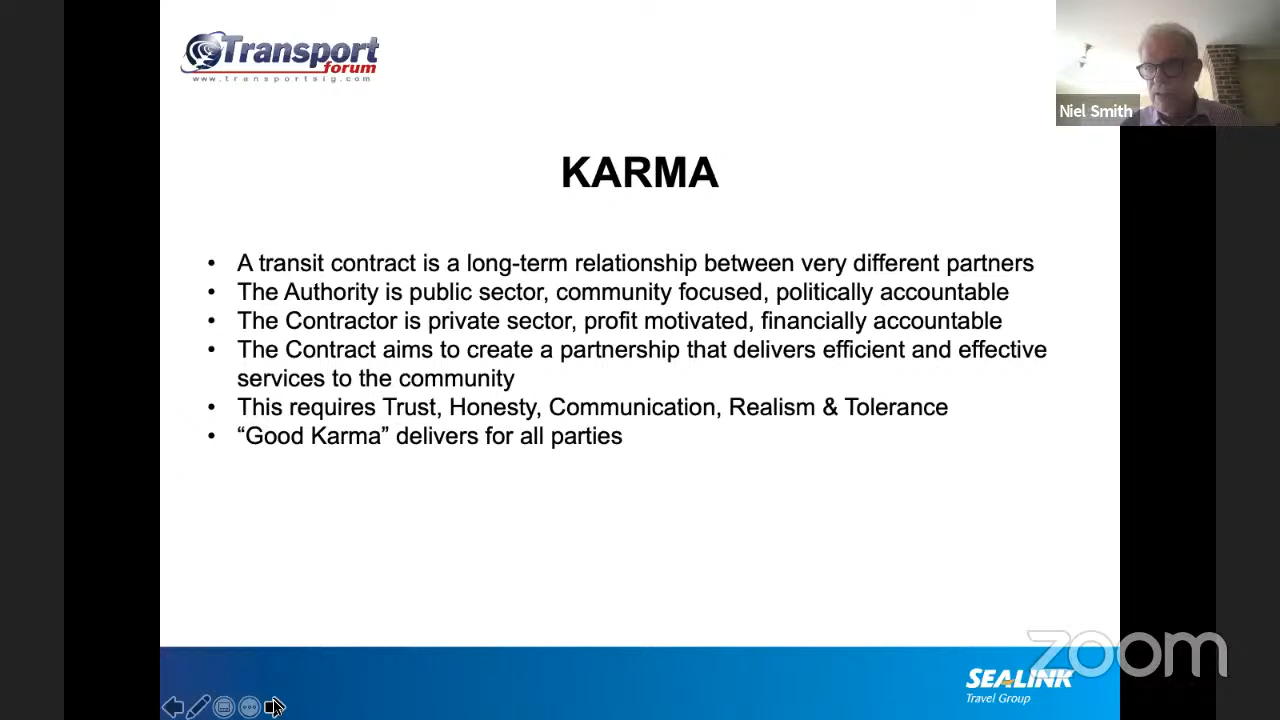 Transport
forum
www.transportsig.com
Niel Smith
KARMA
• A transit contract is a long-term relationship between very different partners
• The Authority is public sector, community focused, politically accountable
• The Contractor is private sector, profit motivated, financially accountable
• The Contract aims to create a partnership that delivers efficient and effective
services to the community
• This requires Trust, Honesty, Communication, Realism & Tolerance
• “Good Karma” delivers for all parties
zoom
SEALINK
Travel Group